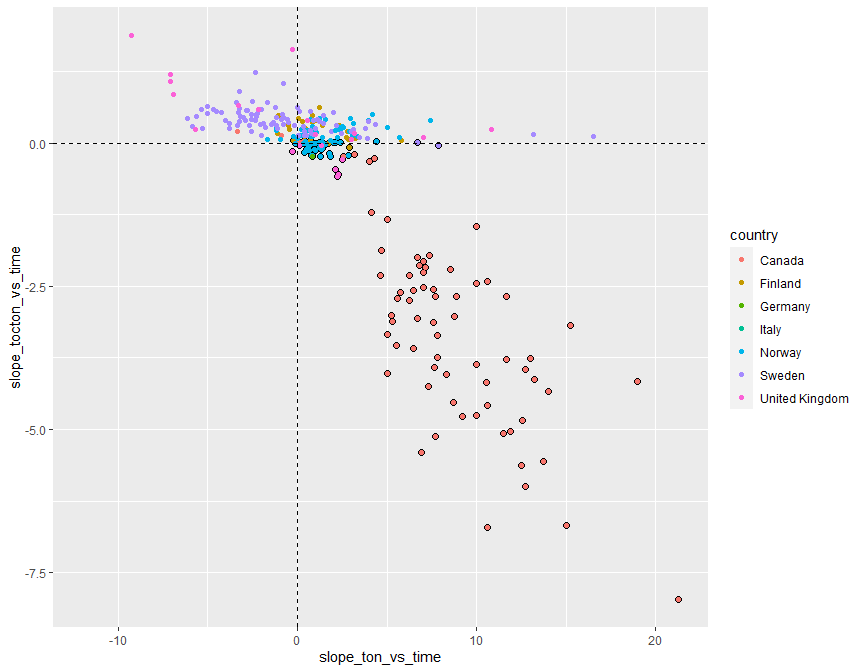 0.0
-2.5
-5.0
-7.5
slope_tocton_vs_time
-10
0
10
20
slope_ton_vs_time
country
Canada
Finland
Germany
Italy
Norway
Sweden
United Kingdom